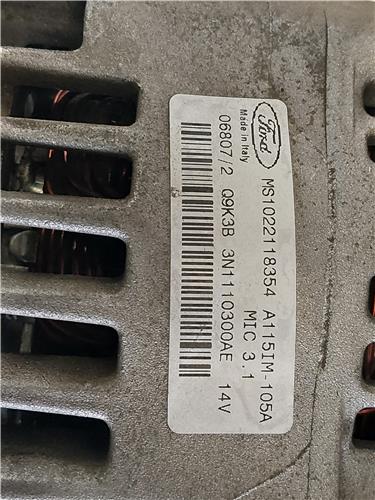 Ford
Made in Italy
MS1022118354 A115IM-105A
MIC 3.1
06807/2 Q9K3B 3N1110300AE 14V